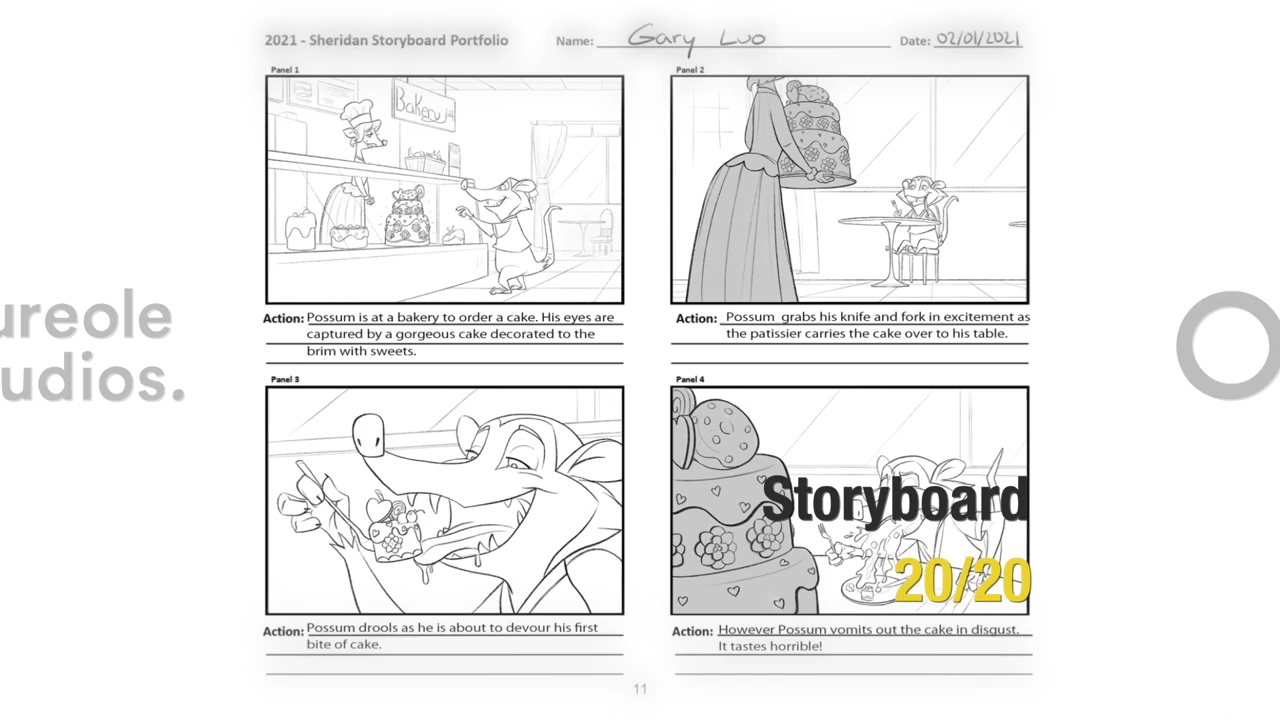 2021 - Sheridan Storyboard Portfolio
Name: Gary Luo
Date: 02/01/2021
Panel 1
Bakery
Action: Possum is at a bakery to order a cake. His eyes are
captured by a gorgeous cake decorated to the
brim with sweets.
Panel 2
Action: Possum grabs his knife and fork in excitement as
the patissier carries the cake over to his table.
Panel 3
Action: Possum drools as he is about to devour his first
bite of cake.
Panel 4
Action: However Possum vomits out the cake in disgust.
It tastes horrible!
ureole
udios.
Storyboard
20/20
11